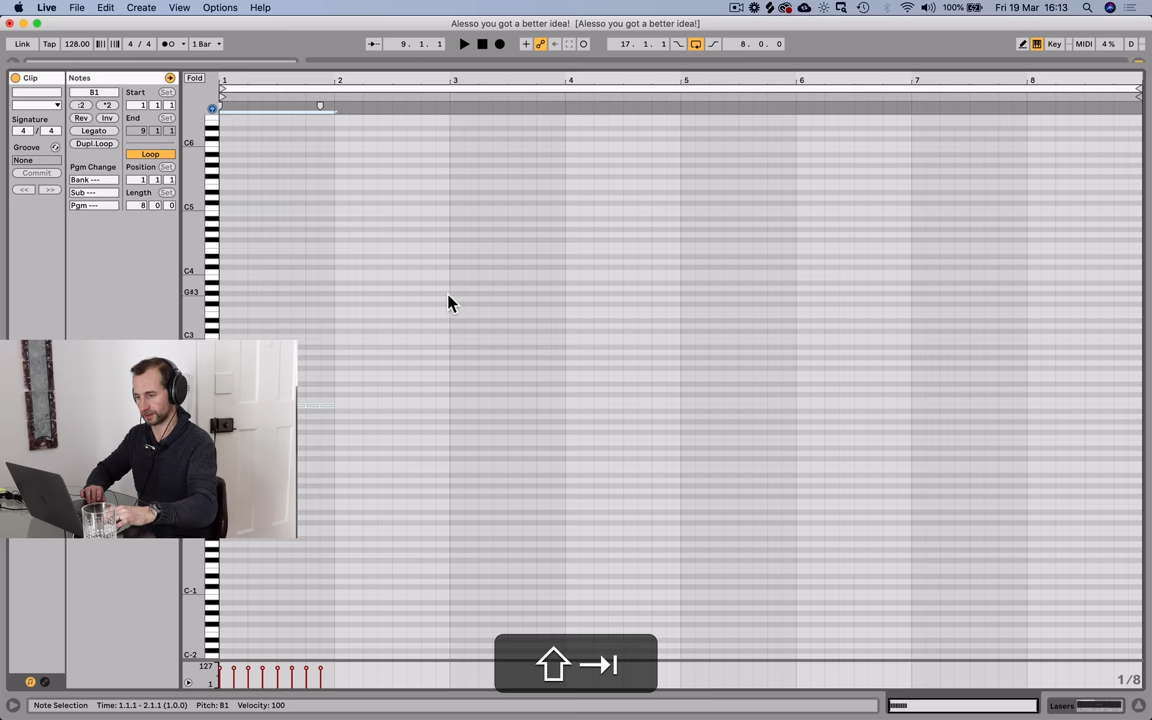 Live File Edit Create View Options Help 100% Fri 19 Mar 16:13
Alesso you got a better idea! [Alesso you got a better idea!]
Link Tap 128.00 4 / 4 1 Bar 9. 1. 1 17. 1. 1 8. 0. 0 Key MIDI 4 % D
Clip Notes Fold 1 2 3 4 5 6 7 8
B1 Start Set
:2 *2 1 1 1
Signature Rev Inv End Set
4 / 4 Legato 9 1 1
Groove Dupl.Loop C6
None Loop
Commit Pgm Change Position Set
<< >> Bank --- 1 1 1
Sub --- Length Set
Pgm --- 8 0 0 C5
C4
G#3
C3
C-1
C-2
127
1 1/8
Note Selection Time: 1.1.1 - 2.1.1 (1.0.0) Pitch: B1 Velocity: 100 Lasers